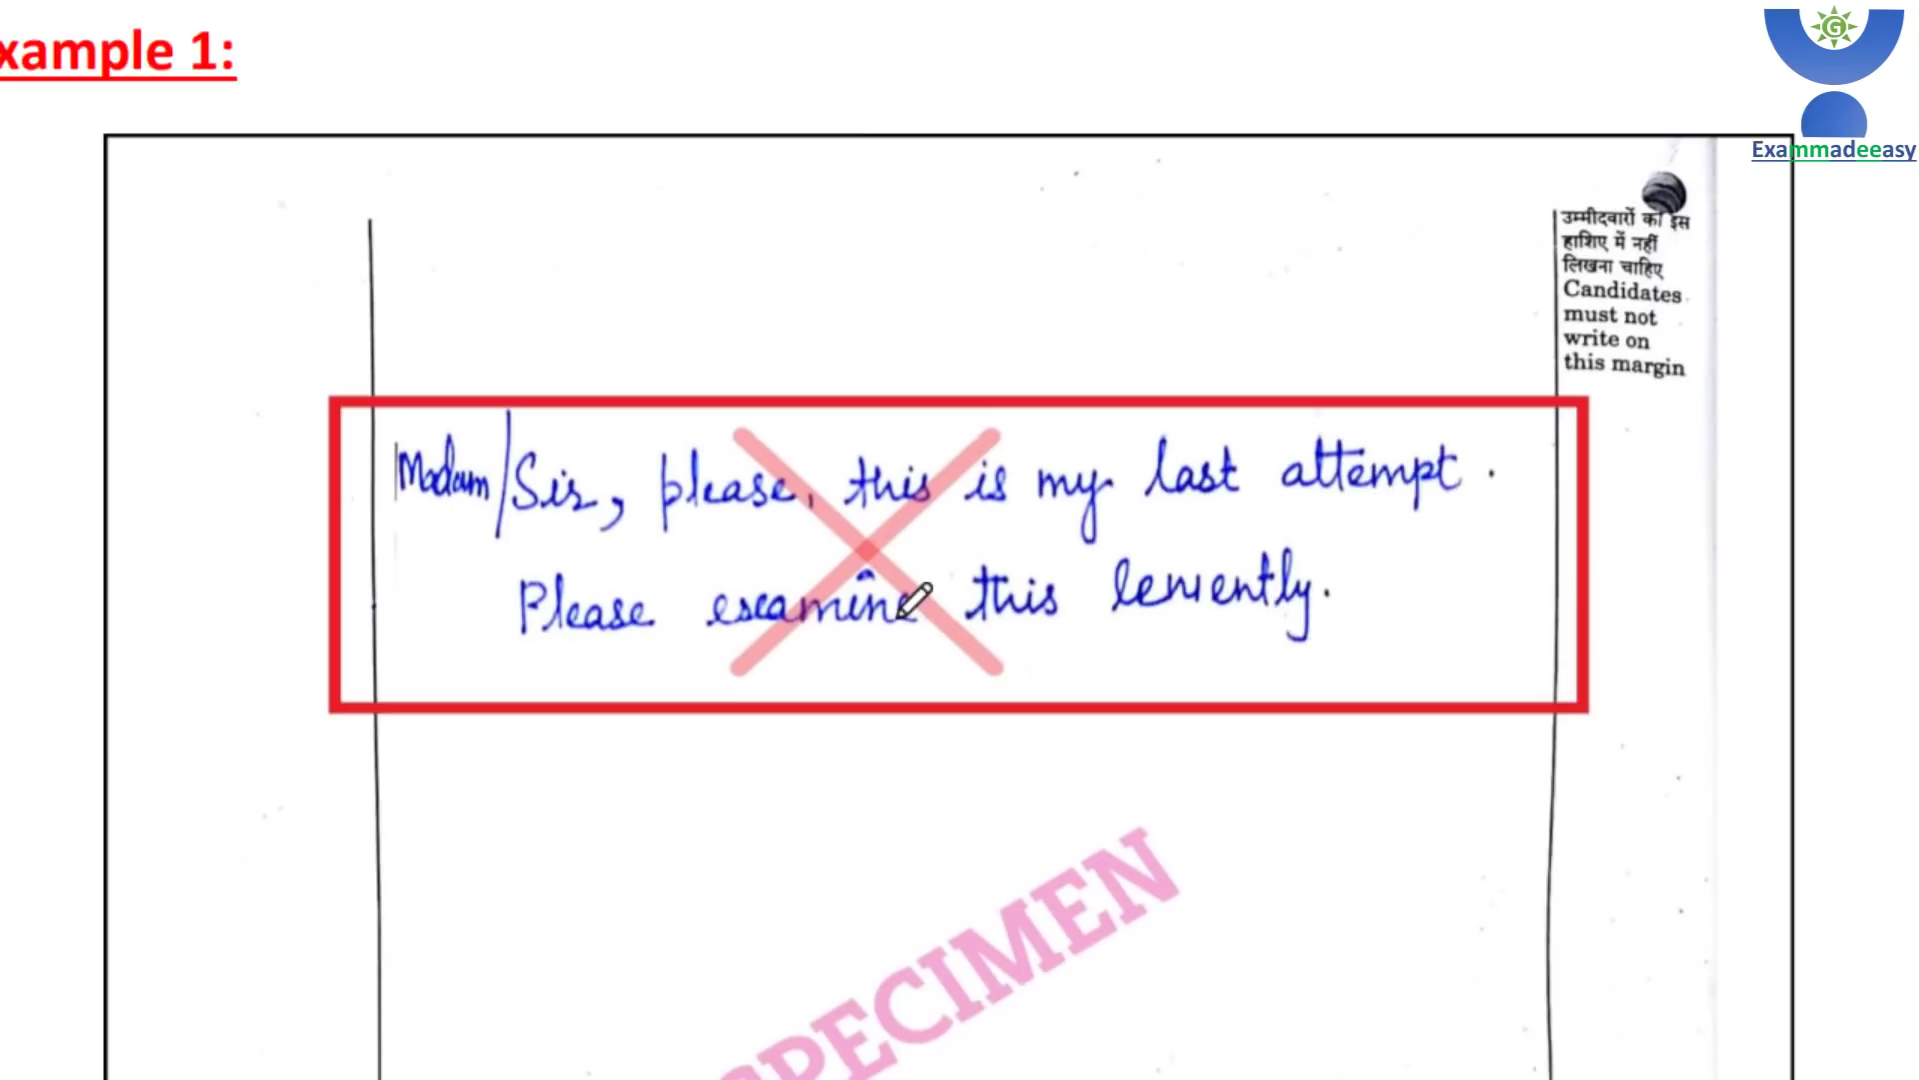 xample 1:
Exammadeeasy
उम्मीदवारों को इस
हाशिए में नहीं
लिखना चाहिए
Candidates
must not
write on
this margin
Madam/Sir, please, this is my last attempt.
Please examine this leniently.
SPECIMEN
G